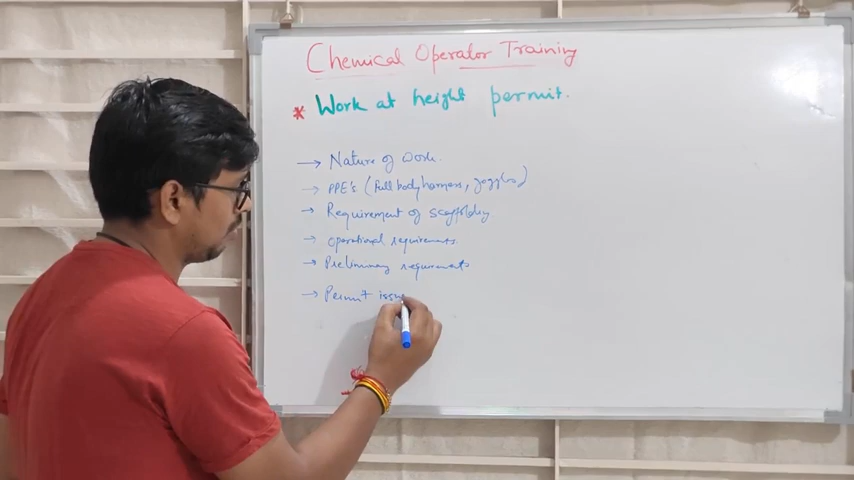 Chemical Operator Training
* Work at height permit.
→ Nature of work.
→ PPE's (Full body harness, goggles)
→ Requirement of scaffolding
→ Operational requirements.
→ Preliminary requirements
→ Permit issu